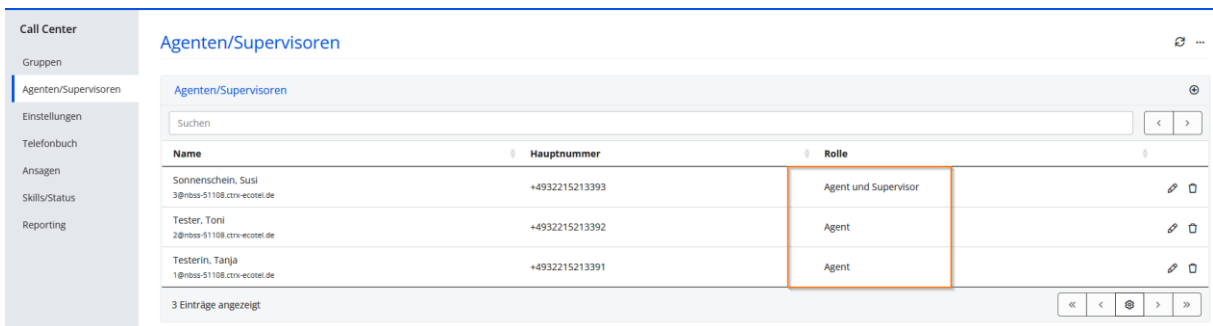 Call Center
Gruppen
Agenten/Supervisoren
Einstellungen
Telefonbuch
Ansagen
Skills/Status
Reporting
Agenten/Supervisoren
Agenten/Supervisoren
Suchen
Name Hauptnummer Rolle
Sonnenschein, Susi
3@nbss-51108.ctrx-ecotel.de
+4932215213393 Agent und Supervisor
Tester, Toni
2@nbss-51108.ctrx-ecotel.de
+4932215213392 Agent
Testerin, Tanja
1@nbss-51108.ctrx-ecotel.de
+4932215213391 Agent
3 Einträge angezeigt